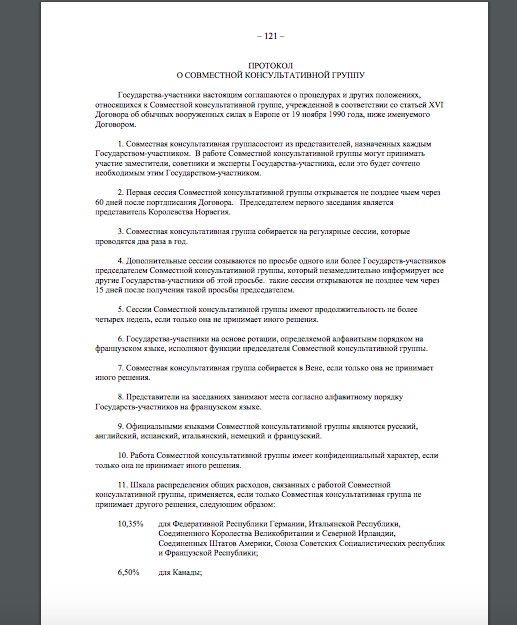 – 121 –
ПРОТОКОЛ
О СОВМЕСТНОЙ КОНСУЛЬТАТИВНОЙ ГРУППУ
Государства-участники настоящим соглашаются о процедурах и других положениях,
относящихся к Совместной консультативной группе, учрежденной в соответствии со статьей XVI
Договора об обычных вооруженных силах в Европе от 19 ноября 1990 года, ниже именуемого
Договором.
1. Совместная консультативная группасостоит из представителей, назначенных каждым
Государством-участником. В работе Совместной консультативной группы могут принимать
участие заместители, советники и эксперты Государства-участника, если это будет сочтено
необходимым этим Государством-участником.
2. Первая сессия Совместной консультативной группы открывается не позднее чыем через
60 дней после портдписания Договора. Председателем первого заседания является
представитель Королевства Норвегия.
3. Совместная консультативная группа собирается на регулярные сессии, которые
проводятся два раза в год.
4. Дополнительные сессии созываются по просьбе одного или более Государств-участников
председателем Совместной консультативной группы, который незамедлительно информирует все
другие Государства-участники об этой просьбе. такие сессии открываются не позднее чем через
15 дней после получения такой просьбы председателем.
5. Сессии Совместной консультативной группы имеют продолжительность не более
четырех недель, если только она не принимает иного решения.
6. Государства-участники на основе ротации, определяемой алфавитыным порядком на
французском языке, исполняют функции председателя Совместной консультативной группы.
7. Совместная консультативная группа собирается в Вене, если только она не принимает
иного решения.
8. Представители на заседаниях занимают места согласно алфавитному порядку
Государств-участников на французском языке.
9. Официальными языками Совместной консультативной группы являются русский,
английский, испанский, итальянский, немецкий и французский.
10. Работа Совместной консультативной группы имеет конфиденциальный характер, если
только она не принимает иного решения.
11. Шкала распределения общих расходов, связанных с работой Совместной
консультативной группы, применяется, если только Совместная консультативная группа не
принимает другого решения, следующим образом:
10,35% для Федеративной Республики Германии, Итальянской Республики,
Соединенного Королества Великобритании и Северной Ирландии,
Соединенных Штатов Америки, Союза Советских Социалистических республик
и Французской Республики;
6,50% для Канады;